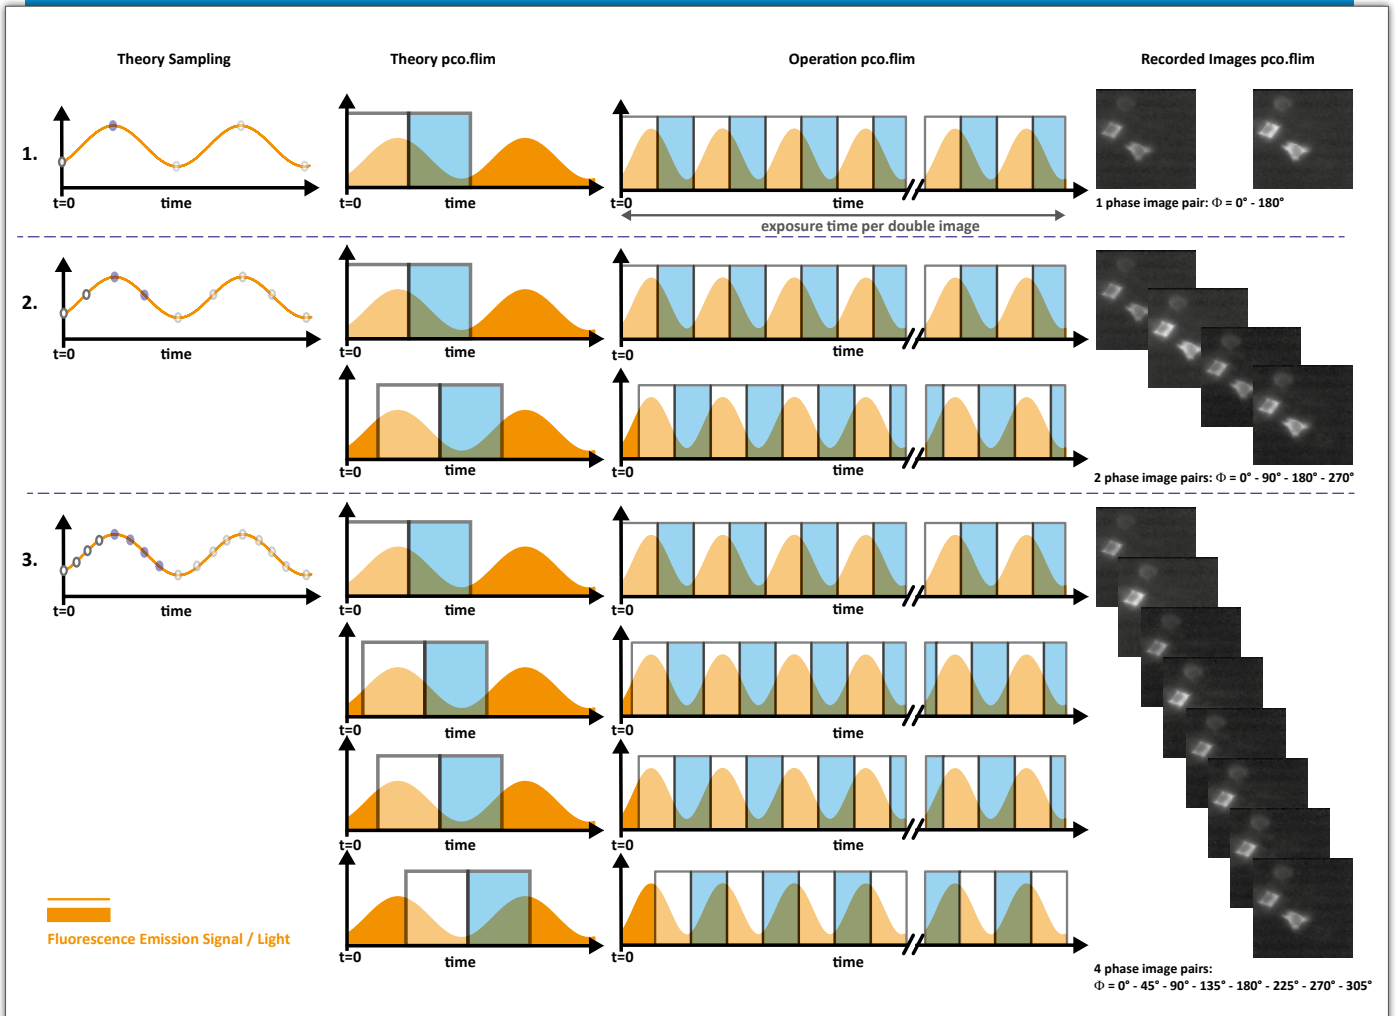 Theory Sampling
Theory pco.flim
Operation pco.flim
Recorded Images pco.flim
1.
t=0
time
t=0
time
t=0
time
exposure time per double image
1 phase image pair: Φ = 0° - 180°
2.
t=0
time
t=0
time
t=0
time
t=0
time
t=0
time
2 phase image pairs: Φ = 0° - 90° - 180° - 270°
3.
t=0
time
t=0
time
t=0
time
t=0
time
t=0
time
t=0
time
t=0
time
t=0
time
t=0
time
Fluorescence Emission Signal / Light
4 phase image pairs:
Φ = 0° - 45° - 90° - 135° - 180° - 225° - 270° - 305°